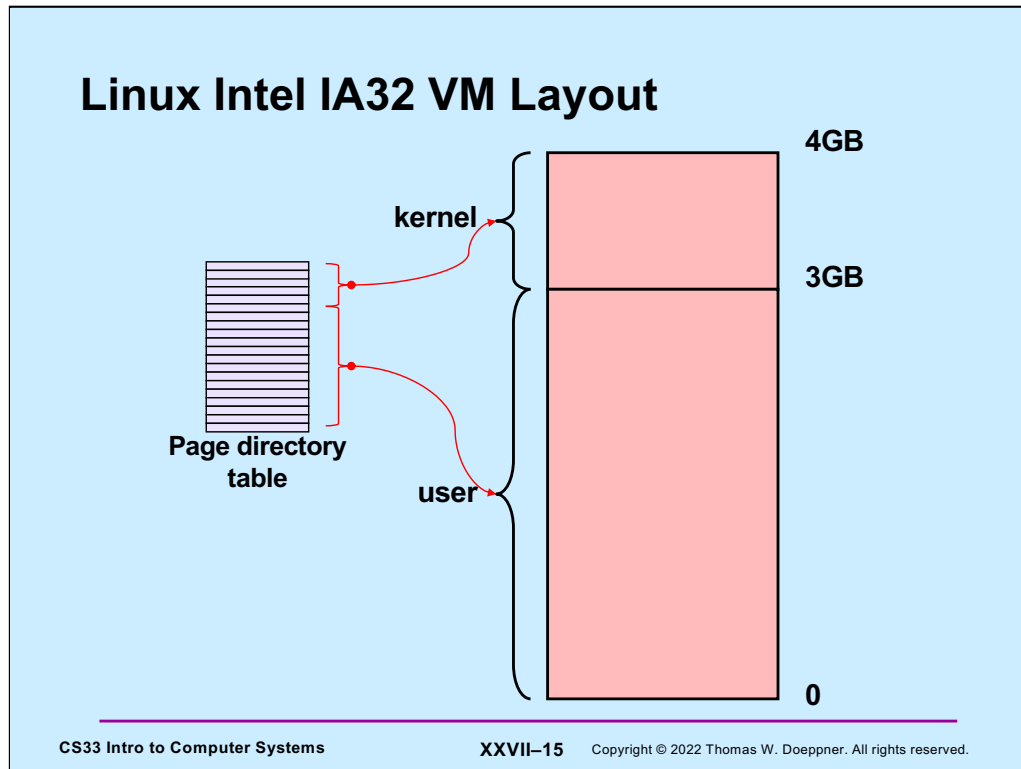 Linux Intel IA32 VM Layout
4GB
kernel
3GB
Page directory
table
user
0
CS33 Intro to Computer Systems
XXVII–15
Copyright © 2022 Thomas W. Doeppner. All rights reserved.